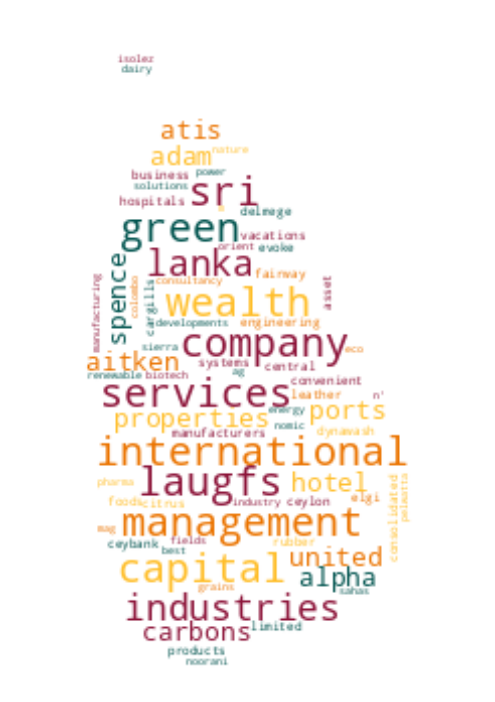 isolez
dairy
atis
adam nature
business power
solutions sri
hospitals delmege
green vacations
orient evoke
lanka fairway
spence consultancy
manufacturing colombo cargills wealth asset
developments engineering
sierra company eco
aitken systems central
renewable biotech ag convenient
services leather n'
properties energy ports
manufacturers nomic dynawash
international
laugfs hotel
pharma elgi
foods citrus industry ceylon consolidated pelwatta
mag management
ceybank fields rubber
best united
capital alpha
grains sahas
industries
carbons limited
products
noorani